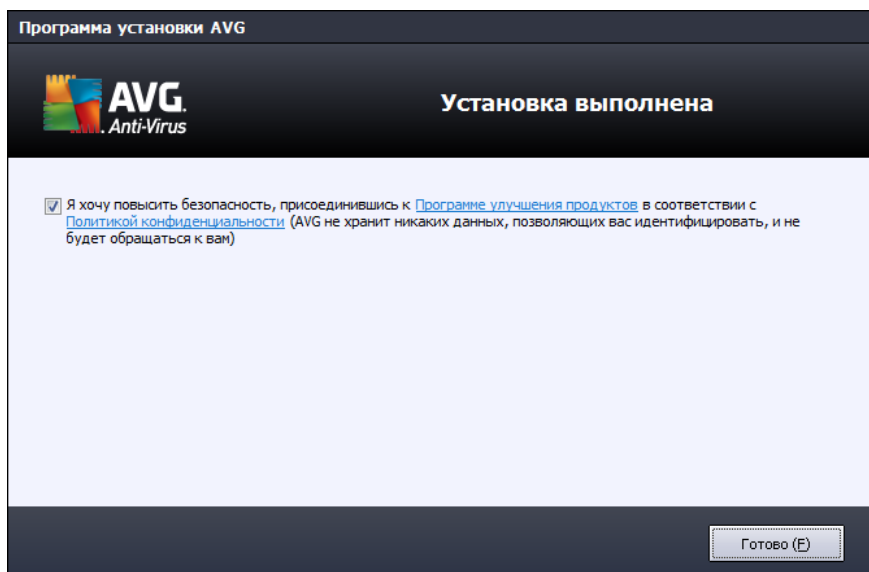 Программа установки AVG
AVG.
Anti-Virus
Установка выполнена
Я хочу повысить безопасность, присоединившись к Программе улучшения продуктов в соответствии с
Политикой конфиденциальности (AVG не хранит никаких данных, позволяющих вас идентифицировать, и не
будет обращаться к вам)
Готово (F)